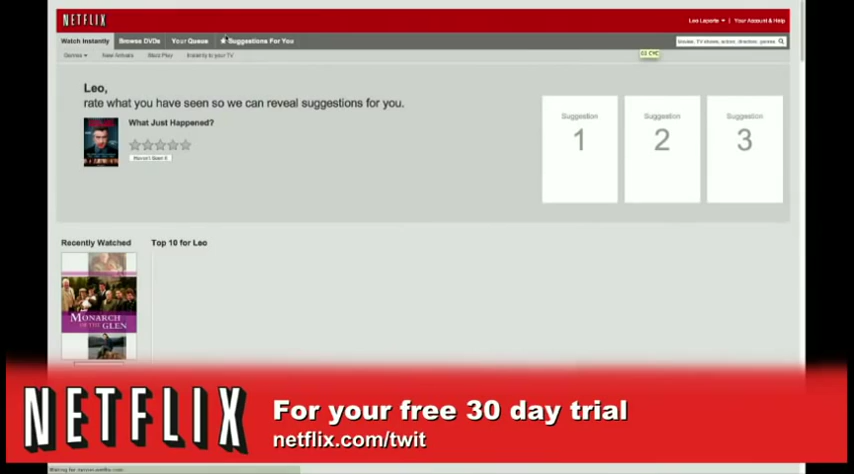 NETFLIX
Leo Laporte
Your Account & Help
Watch Instantly Browse DVDs Your Queue Suggestions For You
Genres New Arrivals Instantly to your TV
Leo,
rate what you have seen so we can reveal suggestions for you.
What Just Happened?
Haven't Seen It
Suggestion
1
Suggestion
2
Suggestion
3
Recently Watched
Top 10 for Leo
MONARCH
OF THE GLEN
NETFLIX
For your free 30 day trial
netflix.com/twit